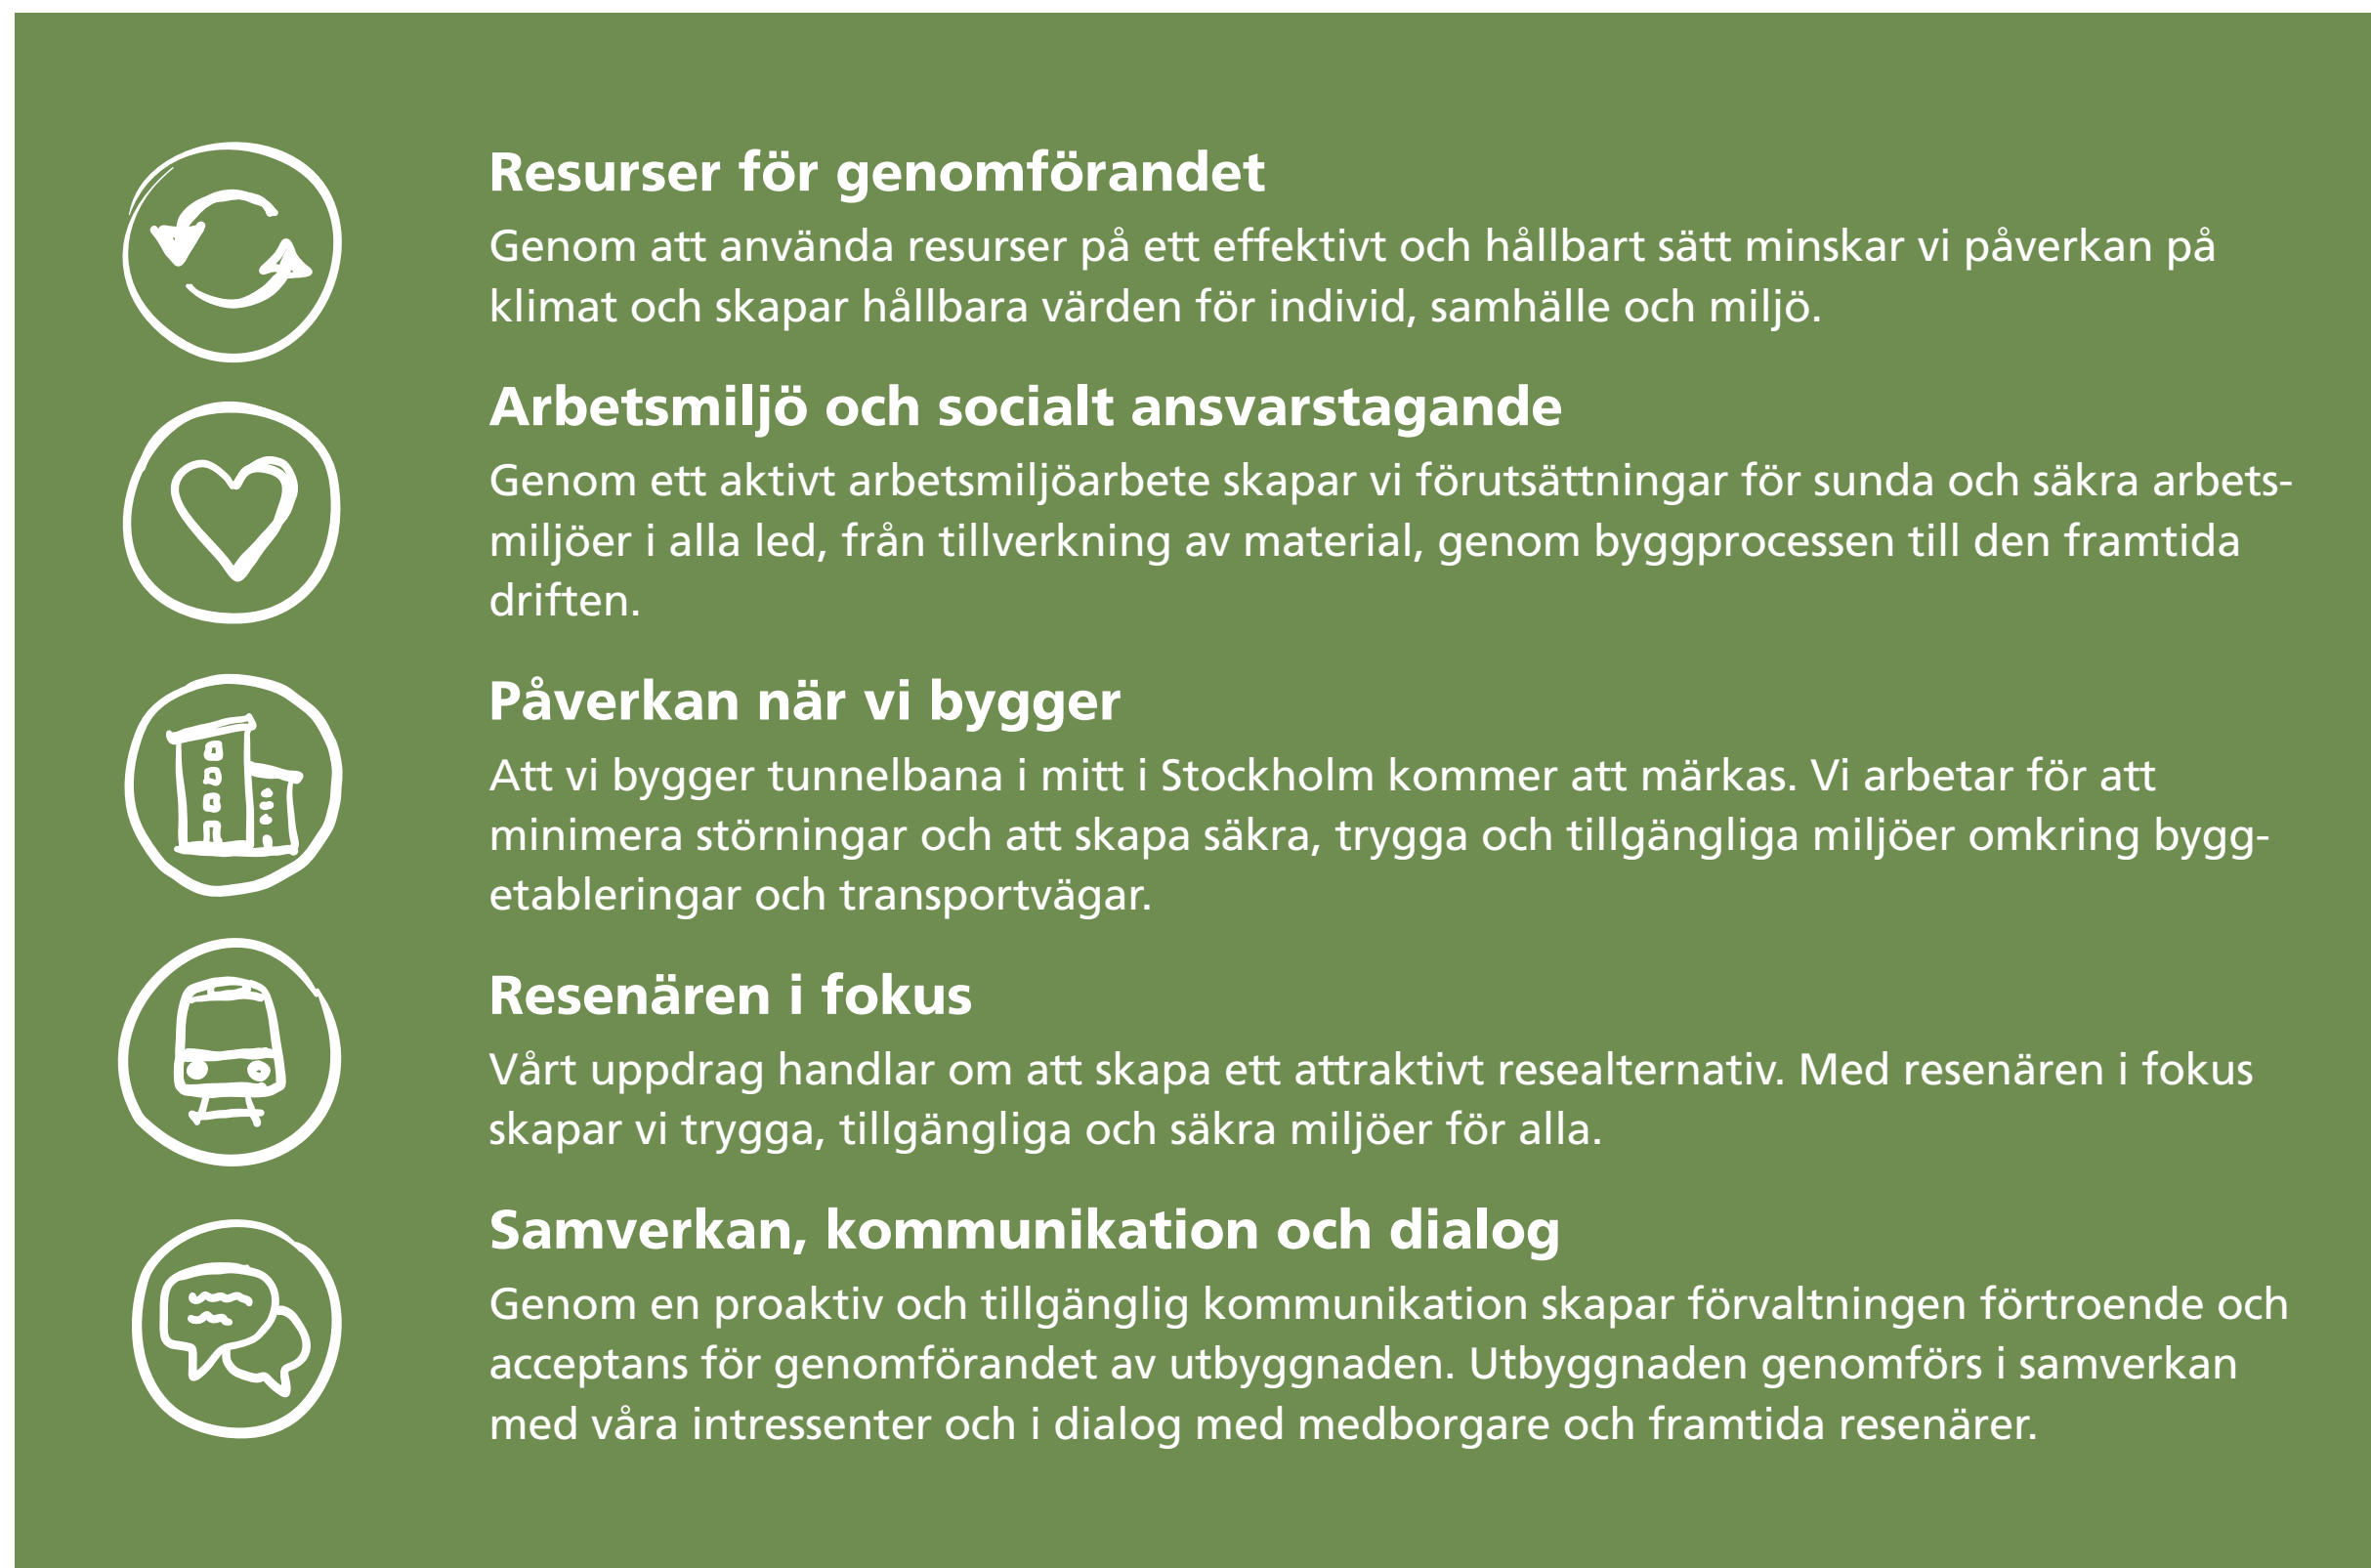 Resurser för genomförandet
Genom att använda resurser på ett effektivt och hållbart sätt minskar vi påverkan på
klimat och skapar hållbara värden för individ, samhälle och miljö.
Arbetsmiljö och socialt ansvarstagande
Genom ett aktivt arbetsmiljöarbete skapar vi förutsättningar för sunda och säkra arbets-
miljöer i alla led, från tillverkning av material, genom byggprocessen till den framtida
driften.
Påverkan när vi bygger
Att vi bygger tunnelbana i mitt i Stockholm kommer att märkas. Vi arbetar för att
minimera störningar och att skapa säkra, trygga och tillgängliga miljöer omkring bygg-
etableringar och transportvägar.
Resenären i fokus
Vårt uppdrag handlar om att skapa ett attraktivt resealternativ. Med resenären i fokus
skapar vi trygga, tillgängliga och säkra miljöer för alla.
Samverkan, kommunikation och dialog
Genom en proaktiv och tillgänglig kommunikation skapar förvaltningen förtroende och
acceptans för genomförandet av utbyggnaden. Utbyggnaden genomförs i samverkan
med våra intressenter och i dialog med medborgare och framtida resenärer.